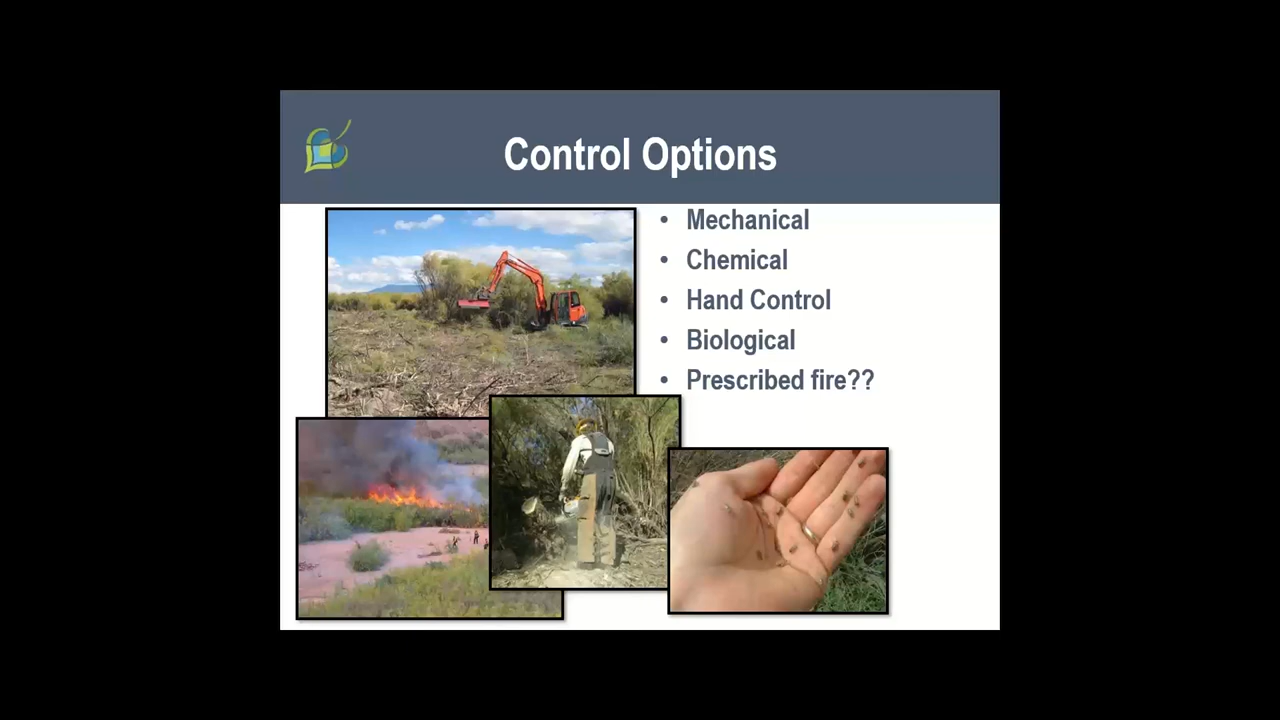 Control Options
• Mechanical
• Chemical
• Hand Control
• Biological
• Prescribed fire??